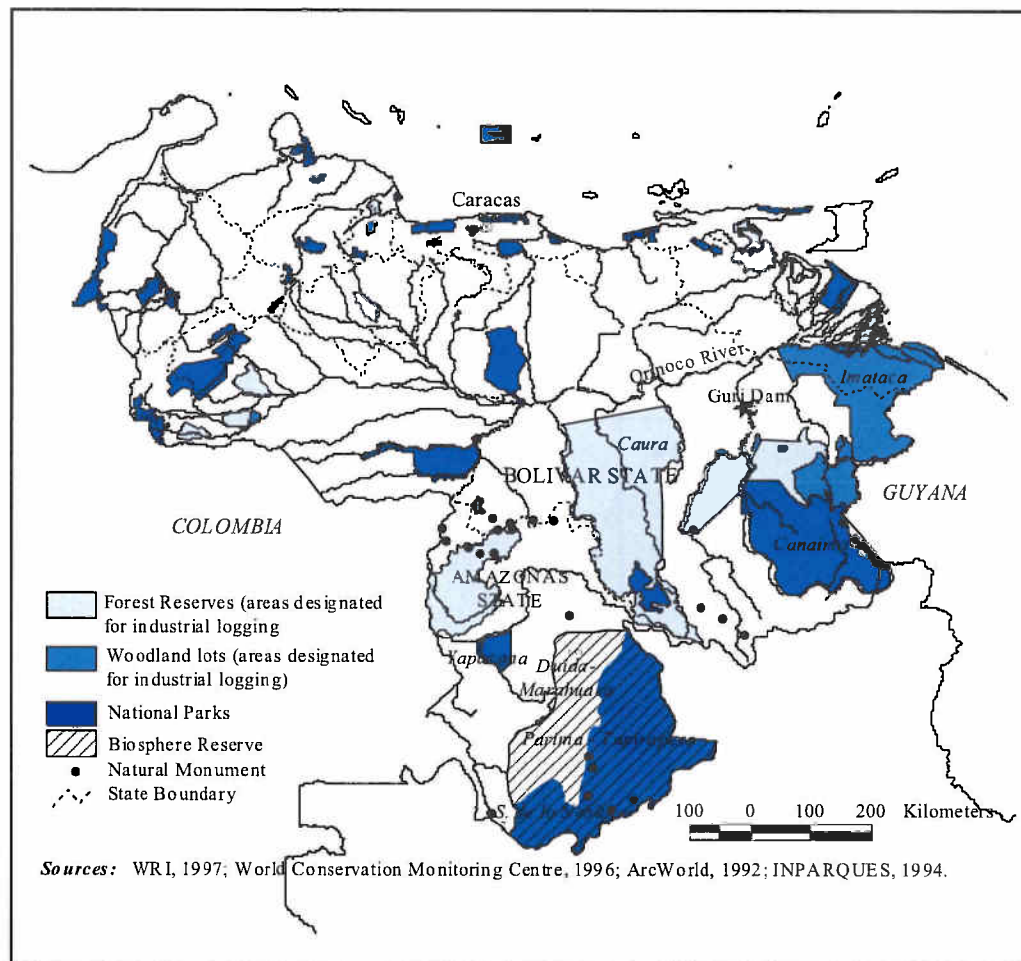 Caracas
Orinoco River
Imataca
Guri Dam
Caura
BOLIVAR STATE
GUYANA
COLOMBIA
Canaima
AMAZONAS
STATE
Yapacana
Duida-
Marahuaka
Parima - Tapirapeco
Forest Reserves (areas designated
for industrial logging
Woodland lots (areas designated
for industrial logging)
National Parks
Biosphere Reserve
Natural Monument
State Boundary
100 0 100 200 Kilometers
Sources: WRI, 1997; World Conservation Monitoring Centre, 1996; ArcWorld, 1992; INPARQUES, 1994.